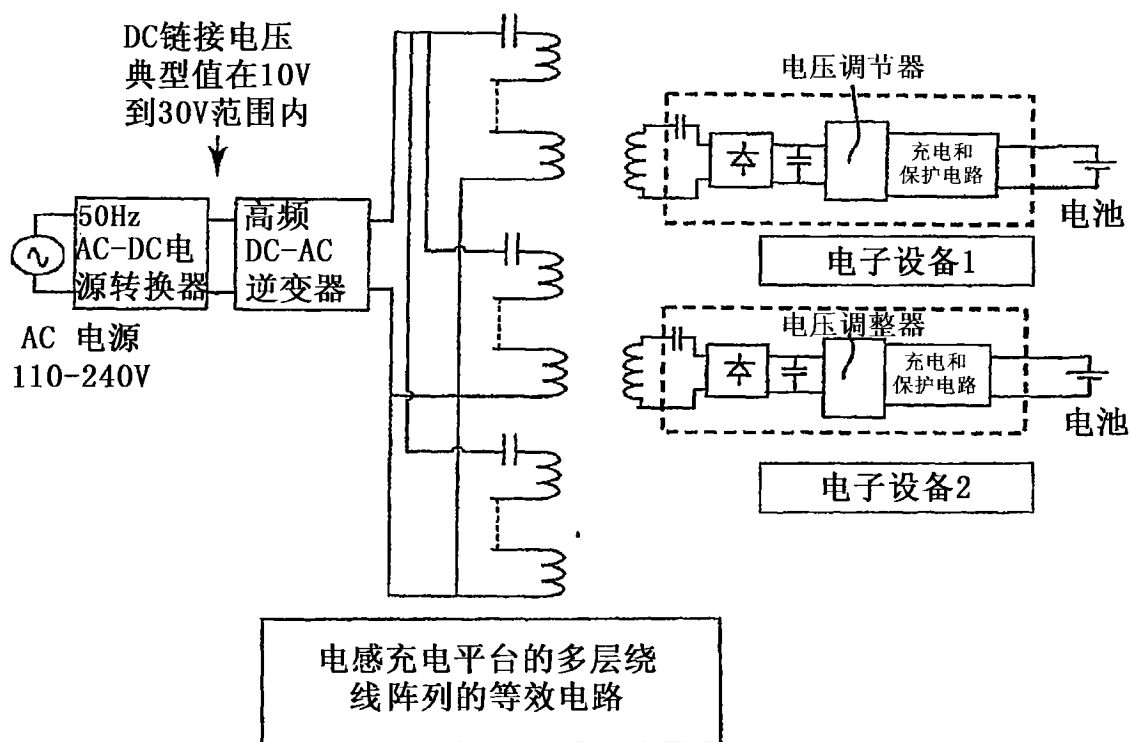 DC链接电压
典型值在10V
到30V范围内
50Hz
AC-DC电
源转换器
高频
DC-AC
逆变器
AC 电源
110-240V
电压调节器
充电和
保护电路
电池
电子设备1
电压调整器
充电和
保护电路
电池
电子设备2
电感充电平台的多层绕
线阵列的等效电路